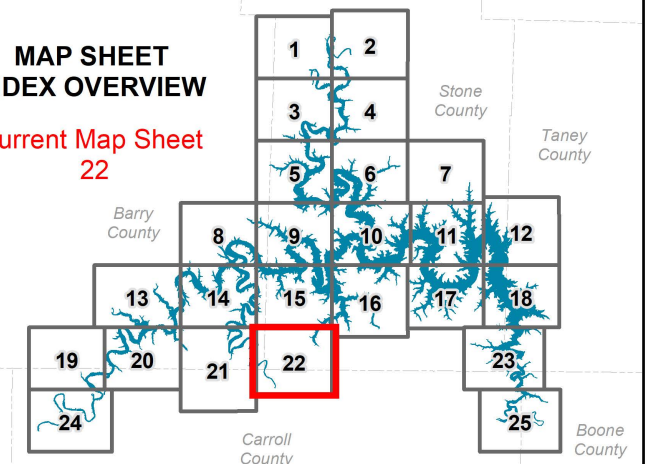 MAP SHEET
DEX OVERVIEW
urrent Map Sheet
22
1
2
Stone
County
3
4
Taney
County
5
6
7
Barry
County
8
9
10
11
12
13
14
15
16
17
18
19
20
21
22
23
24
25
Carroll
County
Boone
County